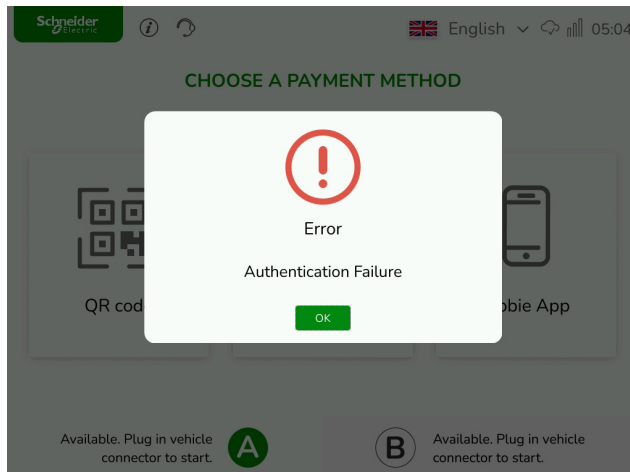 Schneider
Electric
English
05:04
CHOOSE A PAYMENT METHOD
Error
Authentication Failure
OK
QR cod
bie App
Available. Plug in vehicle
connector to start.
A
B
Available. Plug in vehicle
connector to start.